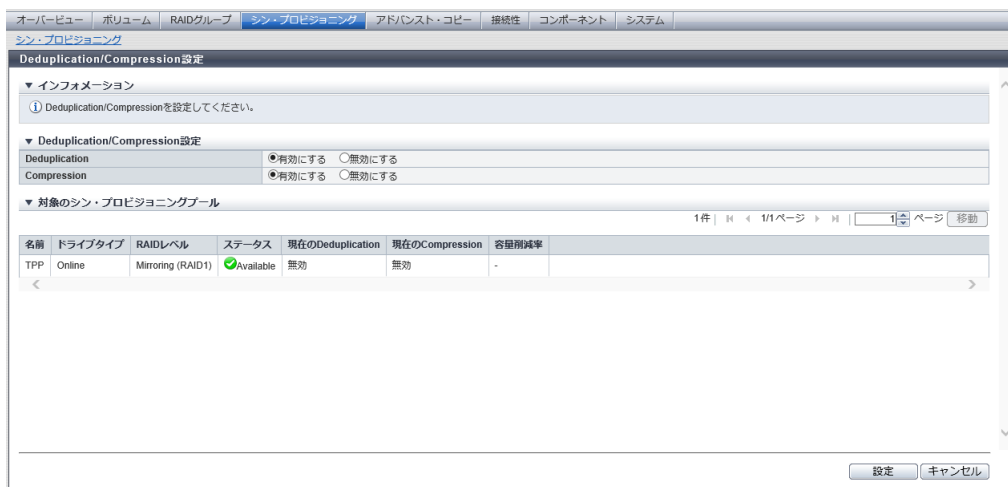 オーバービュー ボリューム RAIDグループ シン・プロビジョニング アドバンスト・コピー 接続性 コンポーネント システム
シン・プロビジョニング
Deduplication/Compression設定
▼ インフォメーション
Deduplication/Compressionを設定してください。
▼ Deduplication/Compression設定
Deduplication 有効にする 無効にする
Compression 有効にする 無効にする
▼ 対象のシン・プロビジョニングプール
1件 | 1/1ページ | 1 ページ 移動
名前 ドライブタイプ RAIDレベル ステータス 現在のDeduplication 現在のCompression 容量削減率
TPP Online Mirroring (RAID1) Available 無効 無効 -
設定 キャンセル